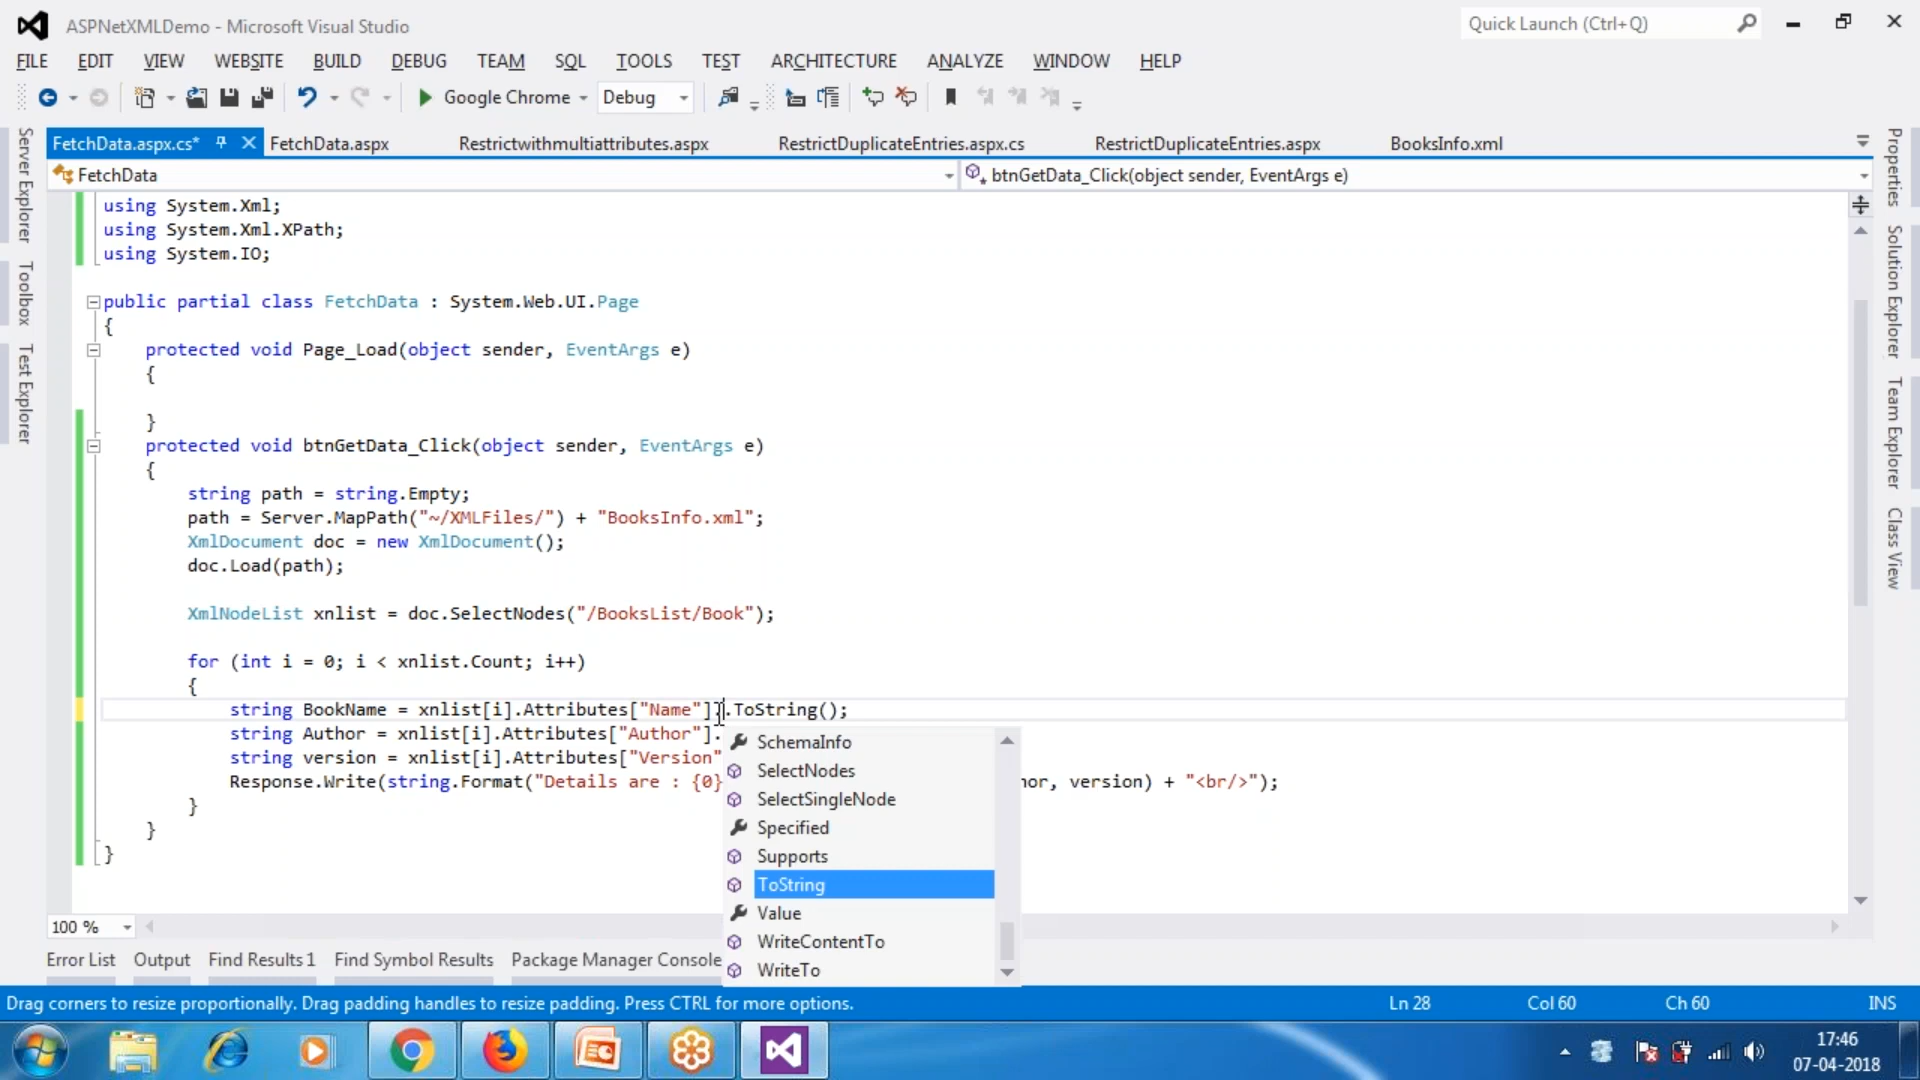 ASPNetXMLDemo - Microsoft Visual Studio
Quick Launch (Ctrl+Q)
FILE EDIT VIEW WEBSITE BUILD DEBUG TEAM SQL TOOLS TEST ARCHITECTURE ANALYZE WINDOW HELP
Google Chrome Debug
Server Explorer
Toolbox
Test Explorer
FetchData.aspx.cs* FetchData.aspx Restrictwithmultiattributes.aspx RestrictDuplicateEntries.aspx.cs RestrictDuplicateEntries.aspx BooksInfo.xml
FetchData btnGetData_Click(object sender, EventArgs e)
using System.Xml;
using System.Xml.XPath;
using System.IO;
public partial class FetchData : System.Web.UI.Page
{
protected void Page_Load(object sender, EventArgs e)
{
}
protected void btnGetData_Click(object sender, EventArgs e)
{
string path = string.Empty;
path = Server.MapPath("~/XMLFiles/") + "BooksInfo.xml";
XmlDocument doc = new XmlDocument();
doc.Load(path);
XmlNodeList xnlist = doc.SelectNodes("/BooksList/Book");
for (int i = 0; i < xnlist.Count; i++)
{
string BookName = xnlist[i].Attributes["Name"].ToString();
string Author = xnlist[i].Attributes["Author"].
string version = xnlist[i].Attributes["Version"
Response.Write(string.Format("Details are : {0} hor, version) + "<br/>");
}
}
}
SchemaInfo
SelectNodes
SelectSingleNode
Specified
Supports
ToString
Value
WriteContentTo
WriteTo
Properties
Solution Explorer
Team Explorer
Class View
100 %
Error List Output Find Results 1 Find Symbol Results Package Manager Console
Drag corners to resize proportionally. Drag padding handles to resize padding. Press CTRL for more options. Ln 28 Col 60 Ch 60 INS
17:46
07-04-2018